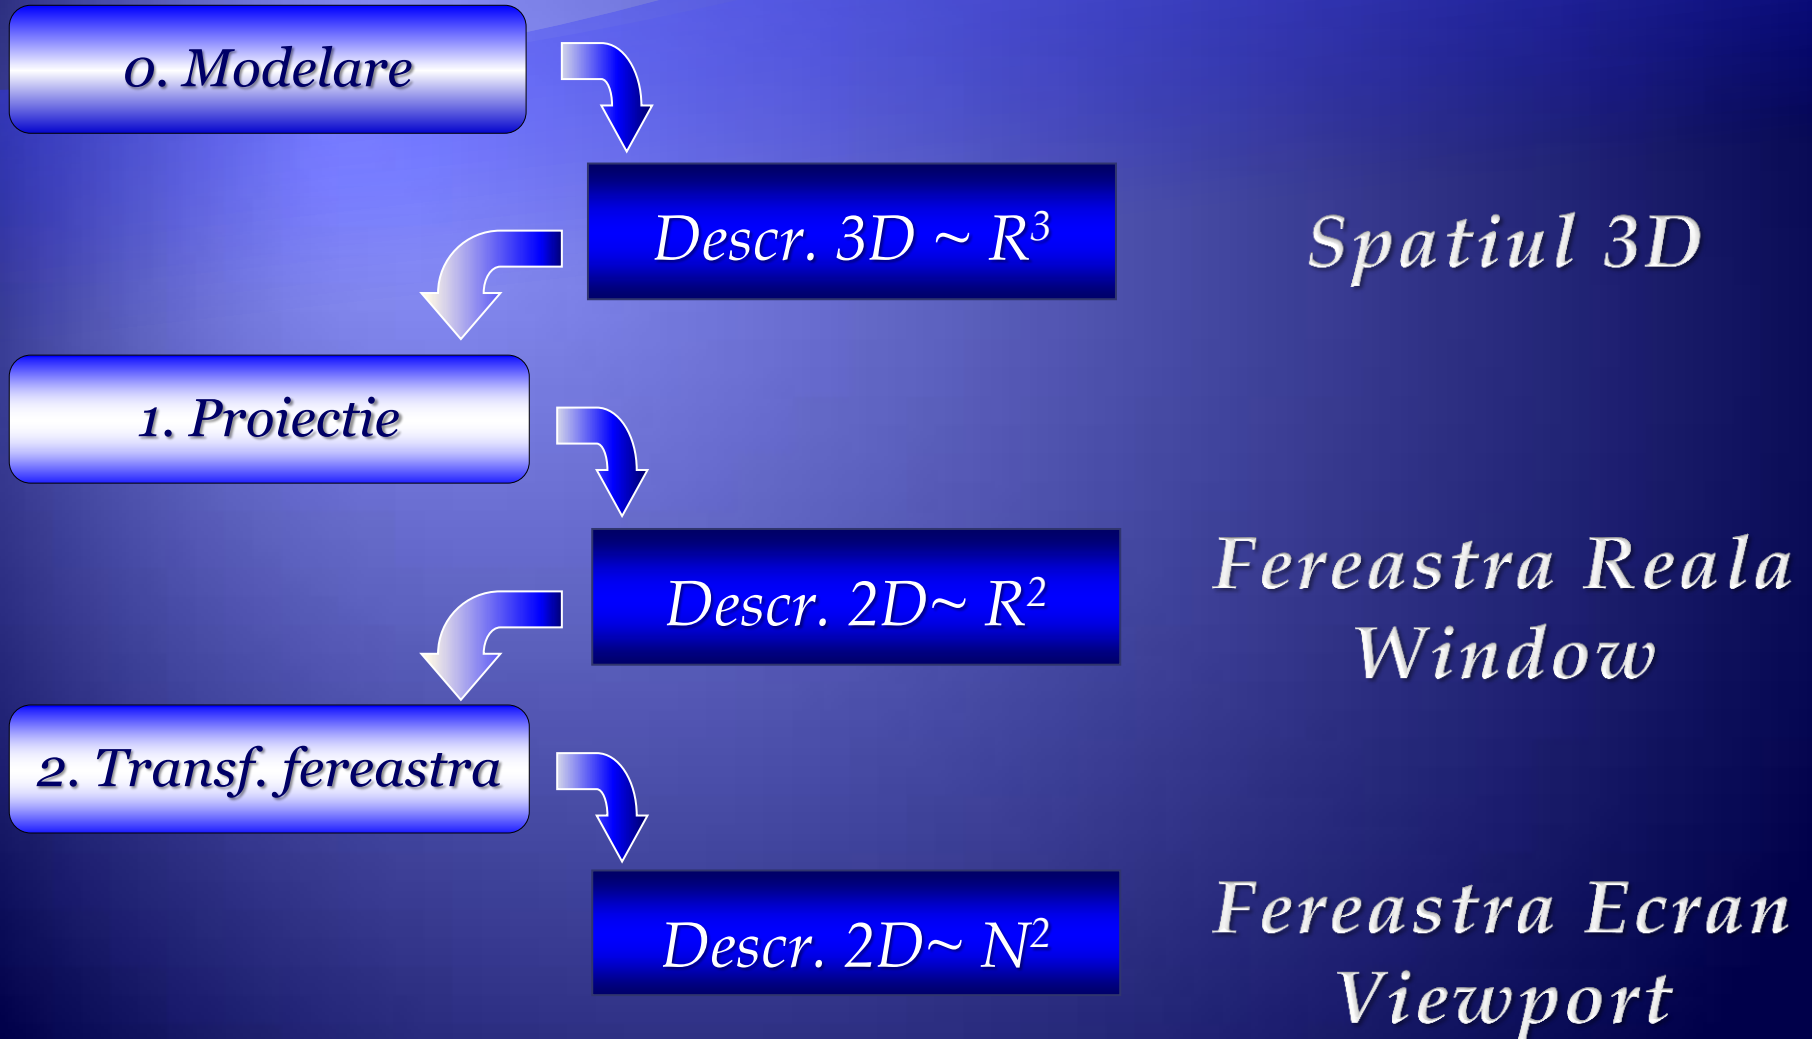 0. Modelare
Descr. 3D ~ R³
Spatiul 3D
1. Proiectie
Descr. 2D~ R²
Fereastra Reala
Window
2. Transf. fereastra
Descr. 2D~ N²
Fereastra Ecran
Viewport